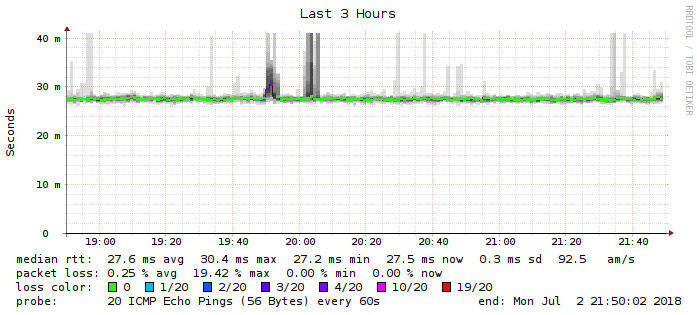 Last 3 Hours
RRDTOOL / TOBI OETIKER
Seconds
40 m
30 m
20 m
10 m
0
19:00 19:20 19:40 20:00 20:20 20:40 21:00 21:20 21:40
median rtt: 27.6 ms avg 30.4 ms max 27.2 ms min 27.5 ms now 0.3 ms sd 92.5 am/s
packet loss: 0.25 % avg 19.42 % max 0.00 % min 0.00 % now
loss color: 0 1/20 2/20 3/20 4/20 10/20 19/20
probe: 20 ICMP Echo Pings (56 Bytes) every 60s end: Mon Jul 2 21:50:02 2018